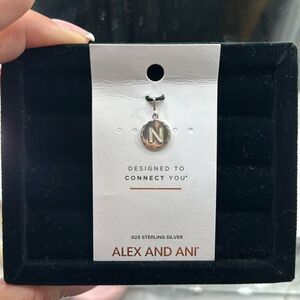 N
DESIGNED TO
CONNECT YOU®
.925 STERLING SILVER
ALEX AND ANI®